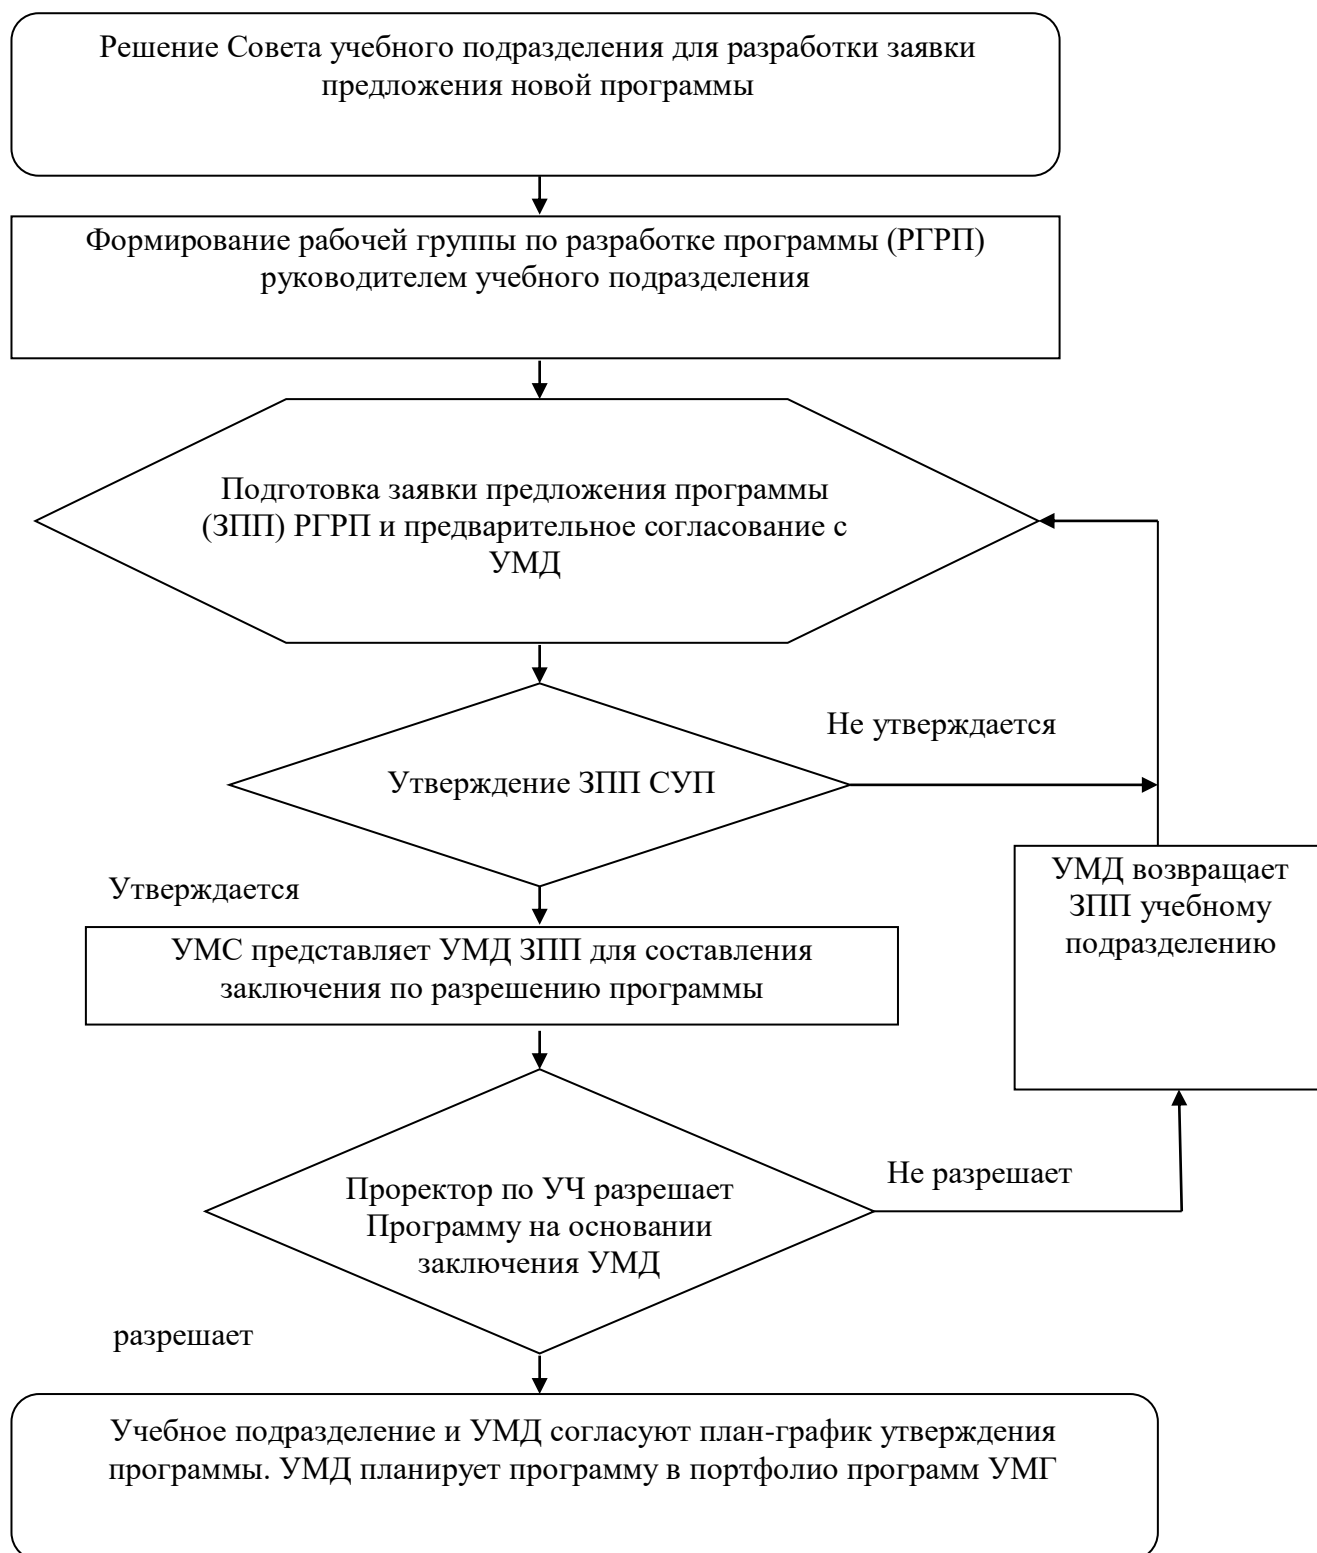 Решение Совета учебного подразделения для разработки заявки
предложения новой программы
Формирование рабочей группы по разработке программы (РГРП)
руководителем учебного подразделения
Подготовка заявки предложения программы
(ЗПП) РГРП и предварительное согласование с
УМД
Не утверждается
Утверждение ЗПП СУП
Утверждается
УМД возвращает
ЗПП учебному
подразделению
УМС представляет УМД ЗПП для составления
заключения по разрешению программы
Не разрешает
Проректор по УЧ разрешает
Программу на основании
заключения УМД
разрешает
Учебное подразделение и УМД согласуют план-график утверждения
программы. УМД планирует программу в портфолио программ УМГ